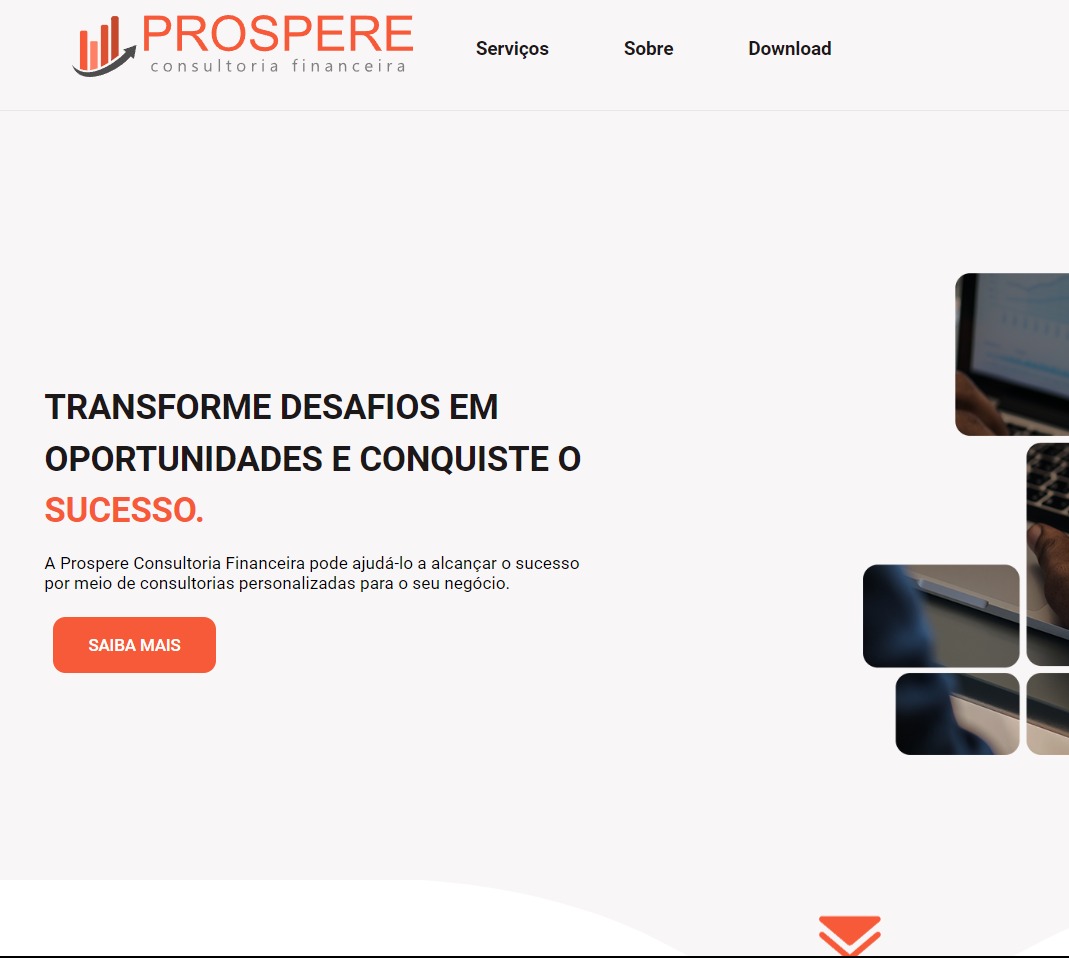 PROSPERE
consultoria financeira
Serviços
Sobre
Download
TRANSFORME DESAFIOS EM
OPORTUNIDADES E CONQUISTE O
SUCESSO.
A Prospere Consultoria Financeira pode ajudá-lo a alcançar o sucesso
por meio de consultorias personalizadas para o seu negócio.
SAIBA MAIS